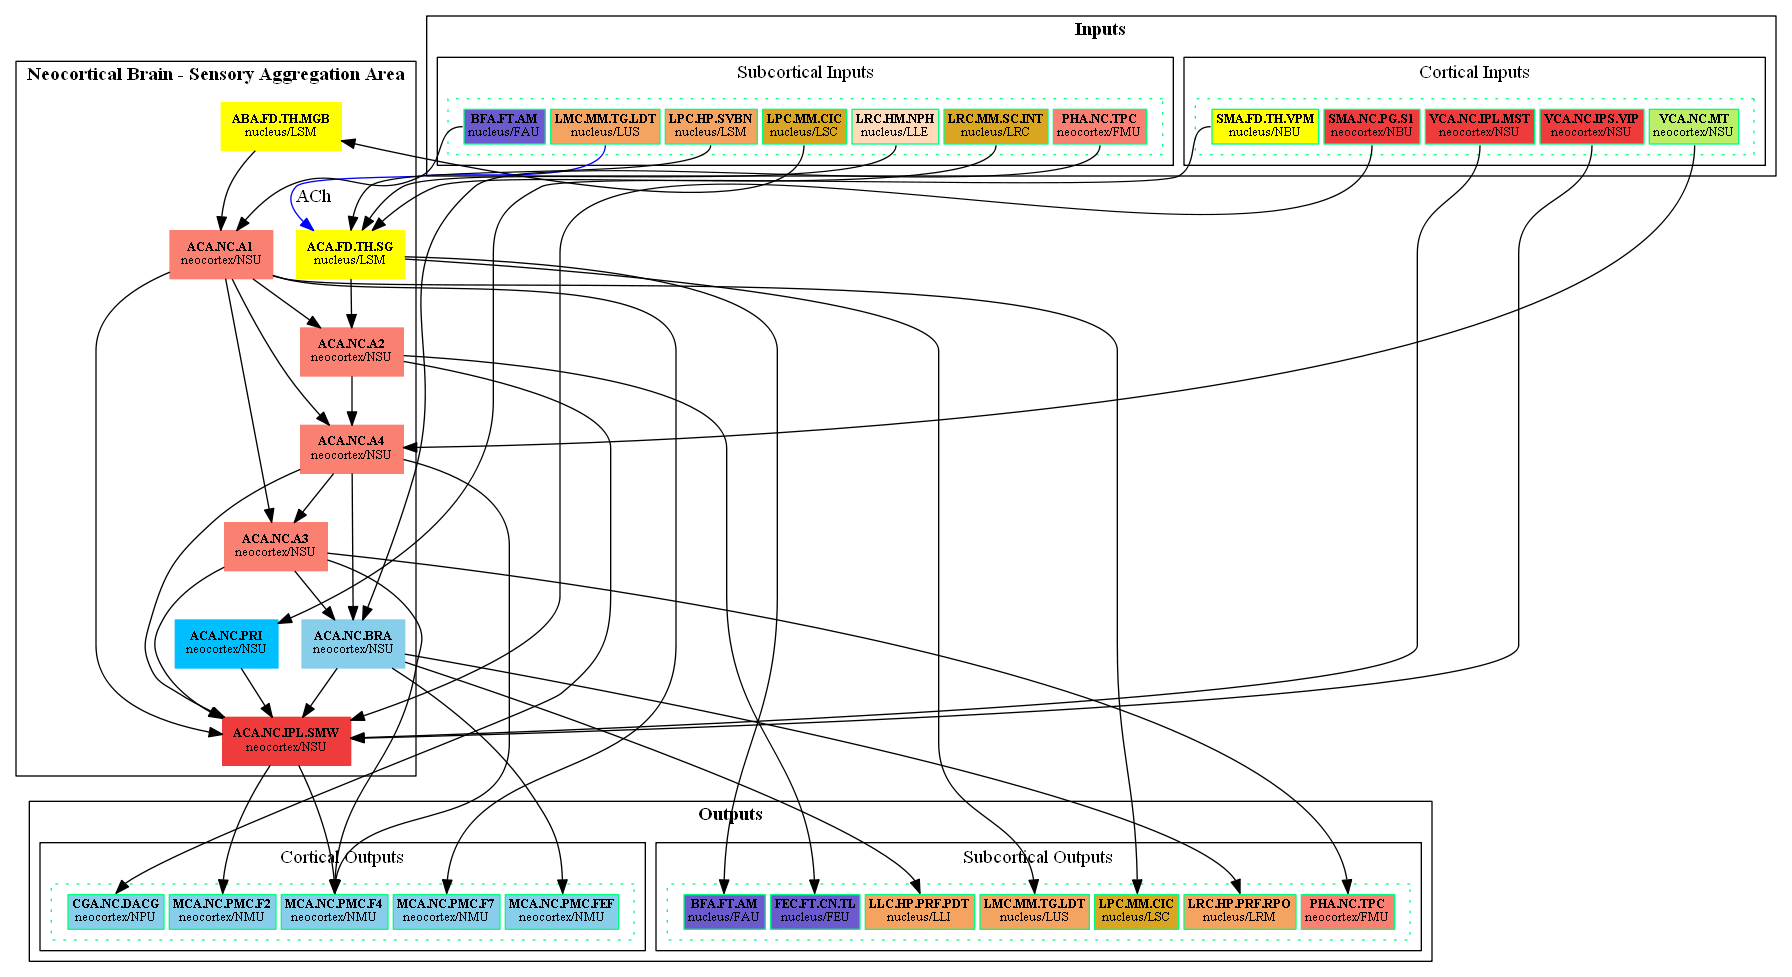 Inputs
Neocortical Brain - Sensory Aggregation Area
Subcortical Inputs
Cortical Inputs
ABA.FD.TH.MGB
nucleus/LSM
BFA.FT.AM
nucleus/FAU
LMC.MM.TG.LDT
nucleus/LUS
LPC.HP.SVBN
nucleus/LSM
LPC.MM.CIC
nucleus/LSC
LRC.HM.NPH
nucleus/LLE
LRC.MM.SC.INT
nucleus/LRC
PHA.NC.TPC
neocortex/FMU
SMA.FD.TH.VPM
nucleus/NBU
SMA.NC.PG.S1
neocortex/NBU
VCA.NC.IPL.MST
neocortex/NSU
VCA.NC.IPS.VIP
neocortex/NSU
VCA.NC.MT
neocortex/NSU
ACh
ACA.NC.A1
neocortex/NSU
ACA.FD.TH.SG
nucleus/LSM
ACA.NC.A2
neocortex/NSU
ACA.NC.A4
neocortex/NSU
ACA.NC.A3
neocortex/NSU
ACA.NC.PRI
neocortex/NSU
ACA.NC.BRA
neocortex/NSU
ACA.NC.IPL.SMW
neocortex/NSU
Outputs
Cortical Outputs
Subcortical Outputs
CGA.NC.DACG
neocortex/NPU
MCA.NC.PMC.F2
neocortex/NMU
MCA.NC.PMC.F4
neocortex/NMU
MCA.NC.PMC.F7
neocortex/NMU
MCA.NC.PMC.FEF
neocortex/NMU
BFA.FT.AM
nucleus/FAU
FEC.FT.CN.TL
nucleus/FEU
LLC.HP.PRF.PDT
nucleus/LLI
LMC.MM.TG.LDT
nucleus/LUS
LPC.MM.CIC
nucleus/LSC
LRC.HP.PRF.RPO
nucleus/LRM
PHA.NC.TPC
neocortex/FMU